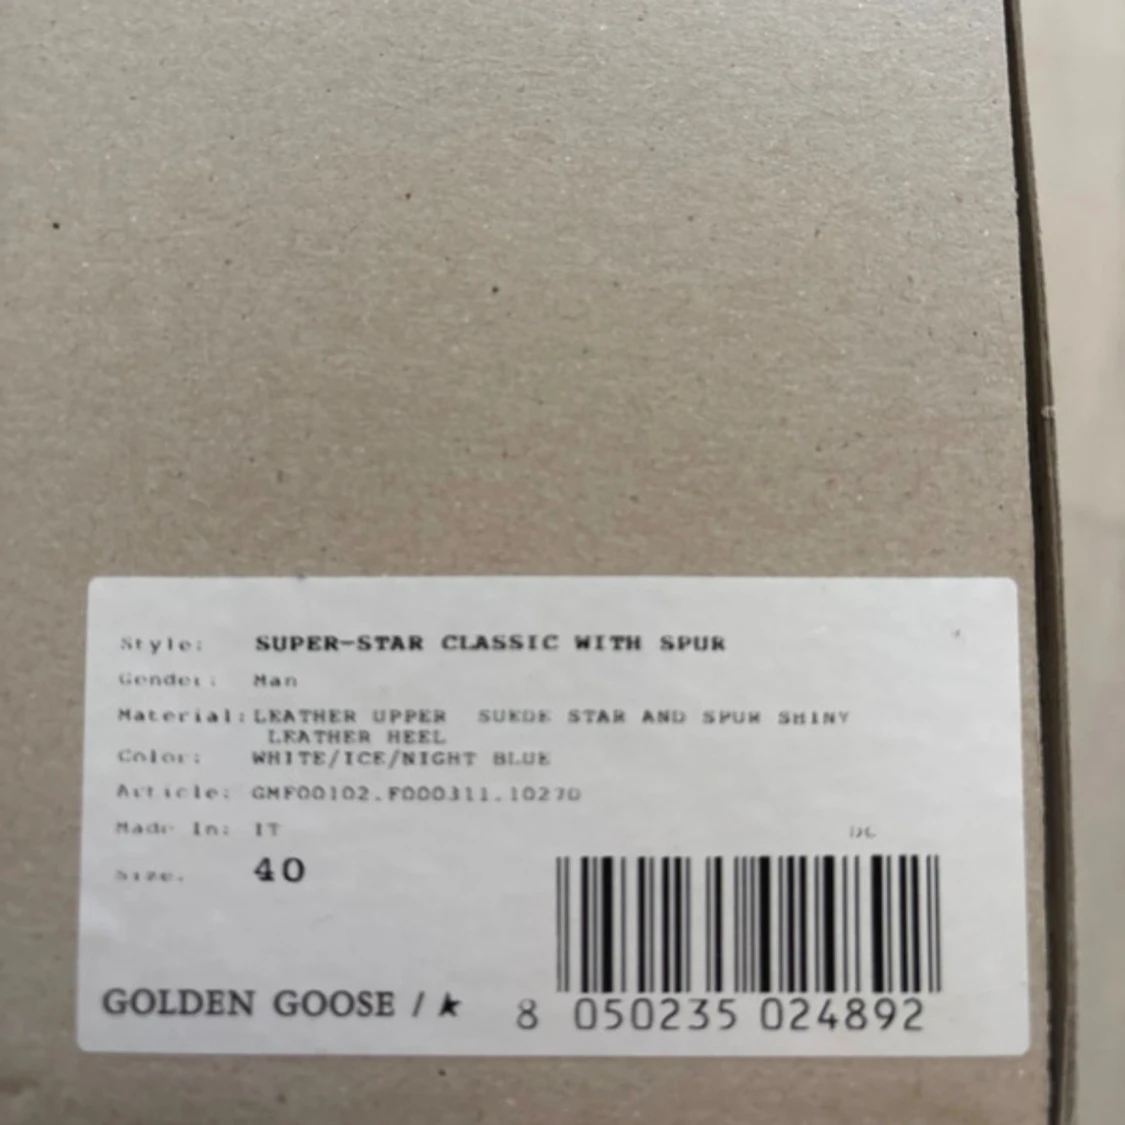 Style: SUPER-STAR CLASSIC WITH SPUR
Gender: Man
Material: LEATHER UPPER SUEDE STAR AND SPUR SHINY
LEATHER HEEL
Color: WHITE/ICE/NIGHT BLUE
Article: GMF00102.F000311.10270
Made In: IT
DC
Size: 40
GOLDEN GOOSE /
8 050235 024892